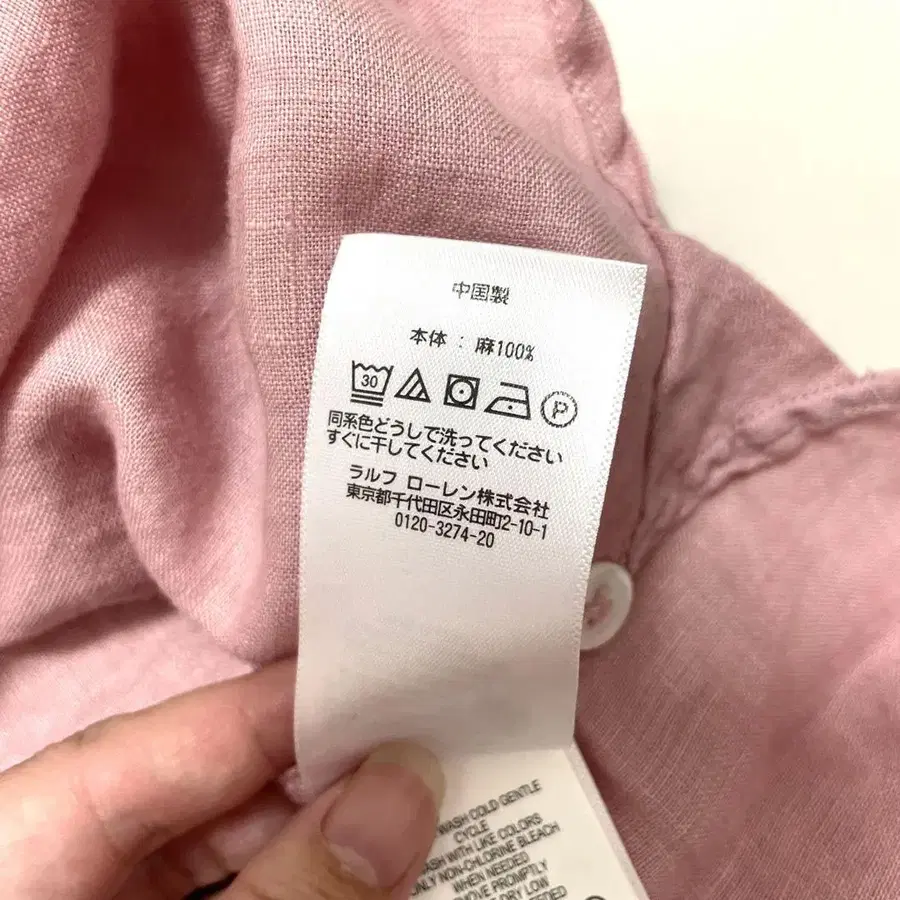 中国製
本体 : 麻100%
30
P
同系色どうしで洗ってください
すぐに干してください
ラルフ ローレン株式会社
東京都千代田区永田町2-10-1
0120-3274-20
WASH COLD GENTLE
CYCLE
WASH WITH LIKE COLORS
ONLY NON-CHLORINE BLEACH
WHEN NEEDED
REMOVE PROMPTLY
DRY LOW
NEEDED